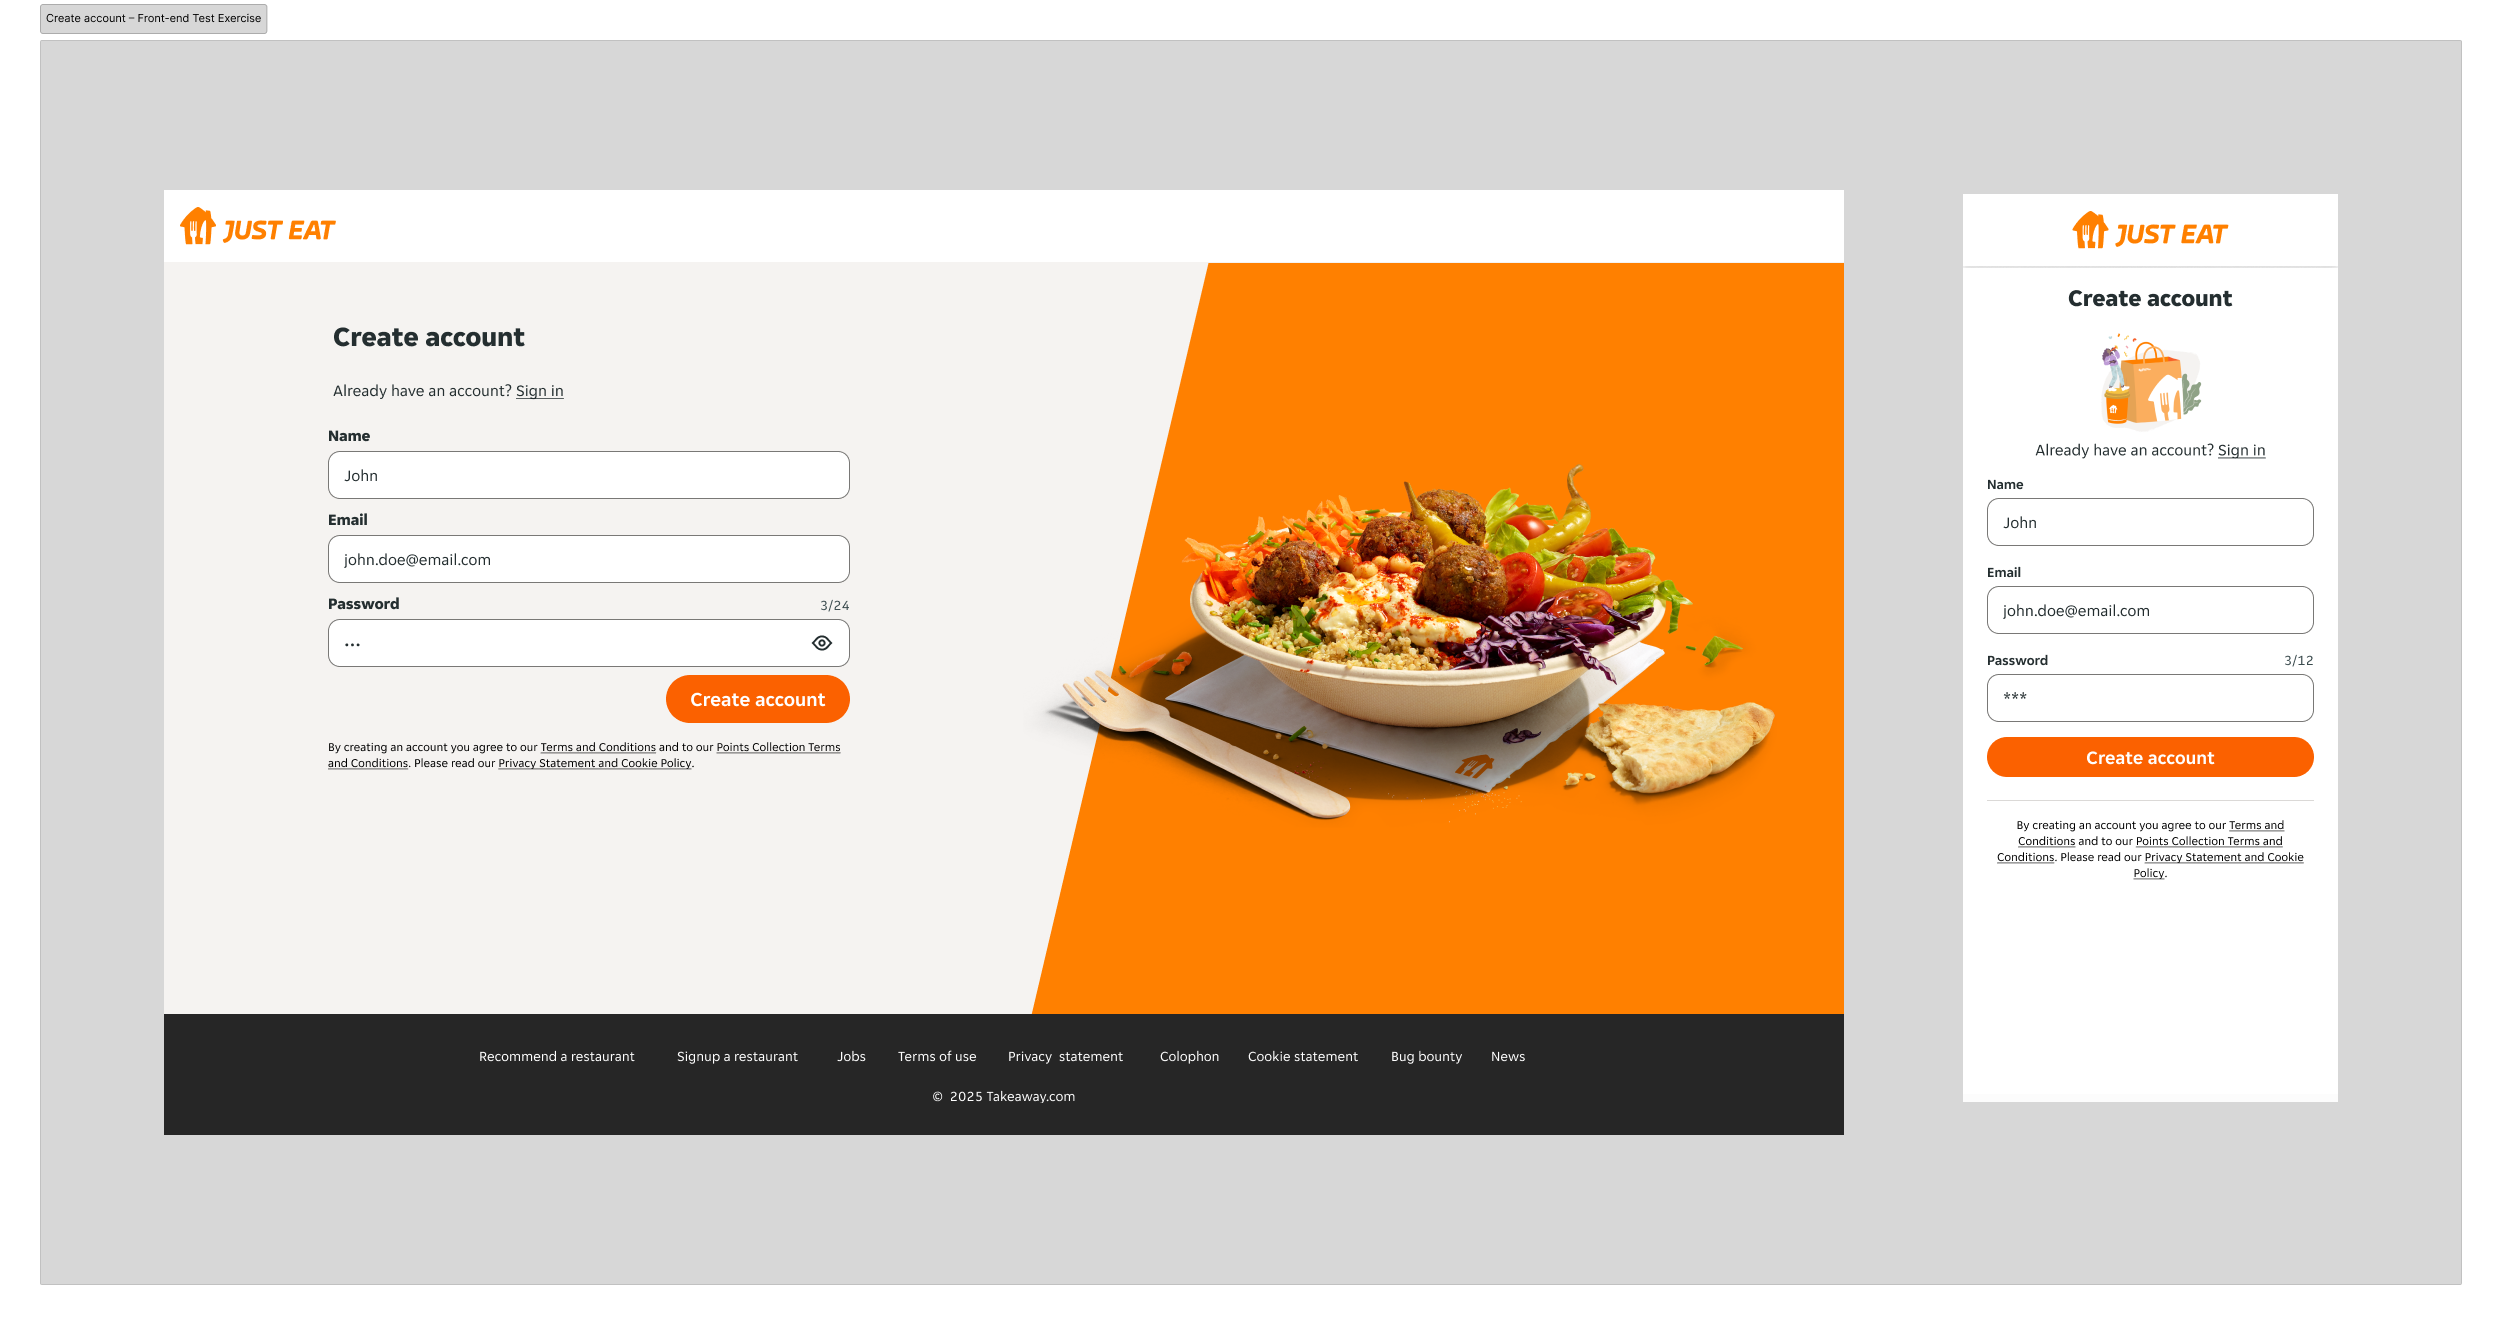 Create account – Front-end Test Exercise
JUST EAT
Create account
Already have an account? Sign in
Name
John
Email
john.doe@email.com
Password 3/24
•••
Create account
By creating an account you agree to our Terms and Conditions and to our Points Collection Terms
and Conditions. Please read our Privacy Statement and Cookie Policy.
Recommend a restaurant Signup a restaurant Jobs Terms of use Privacy  statement Colophon Cookie statement Bug bounty News
©  2025 Takeaway.com
JUST EAT
Create account
Already have an account? Sign in
Name
John
Email
john.doe@email.com
Password 3/12
***
Create account
By creating an account you agree to our Terms and
Conditions and to our Points Collection Terms and
Conditions. Please read our Privacy Statement and Cookie
Policy.